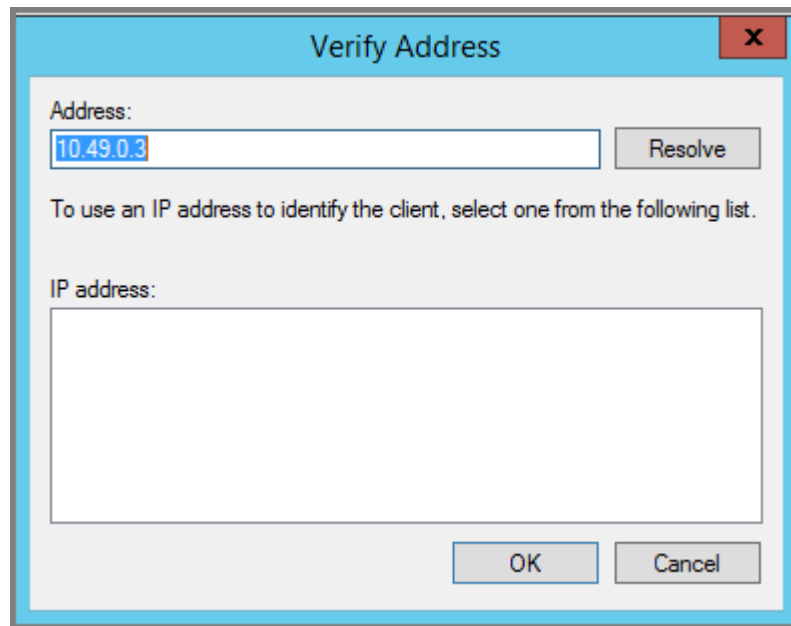 Verify Address
x
Address:
10.49.0.3
Resolve
To use an IP address to identify the client, select one from the following list.
IP address:
OK
Cancel